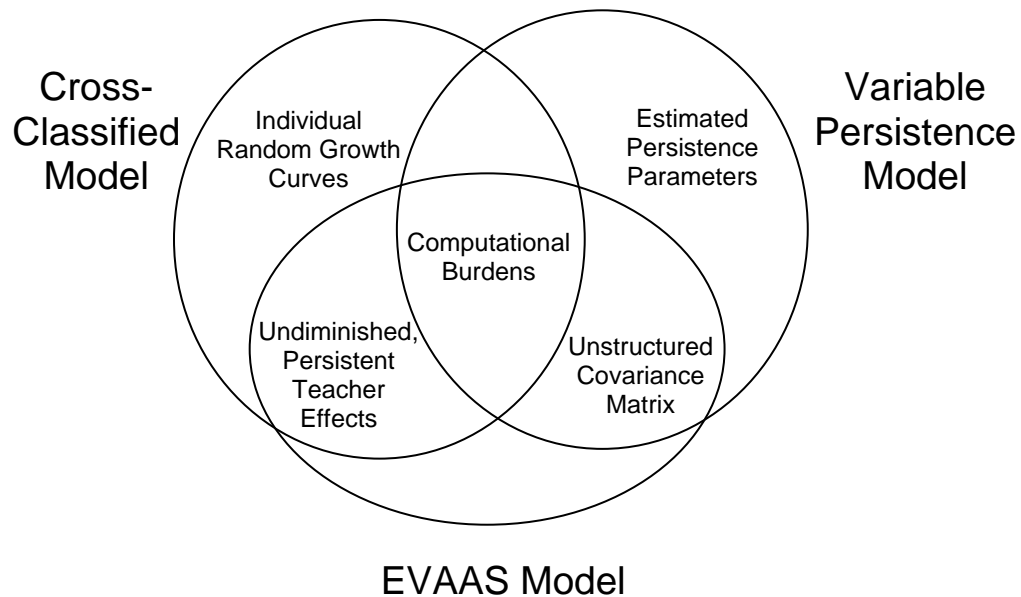 Cross-
Classified
Model
Individual
Random Growth
Curves
Estimated
Persistence
Parameters
Variable
Persistence
Model
Computational
Burdens
Undiminished,
Persistent
Teacher
Effects
Unstructured
Covariance
Matrix
EVAAS Model